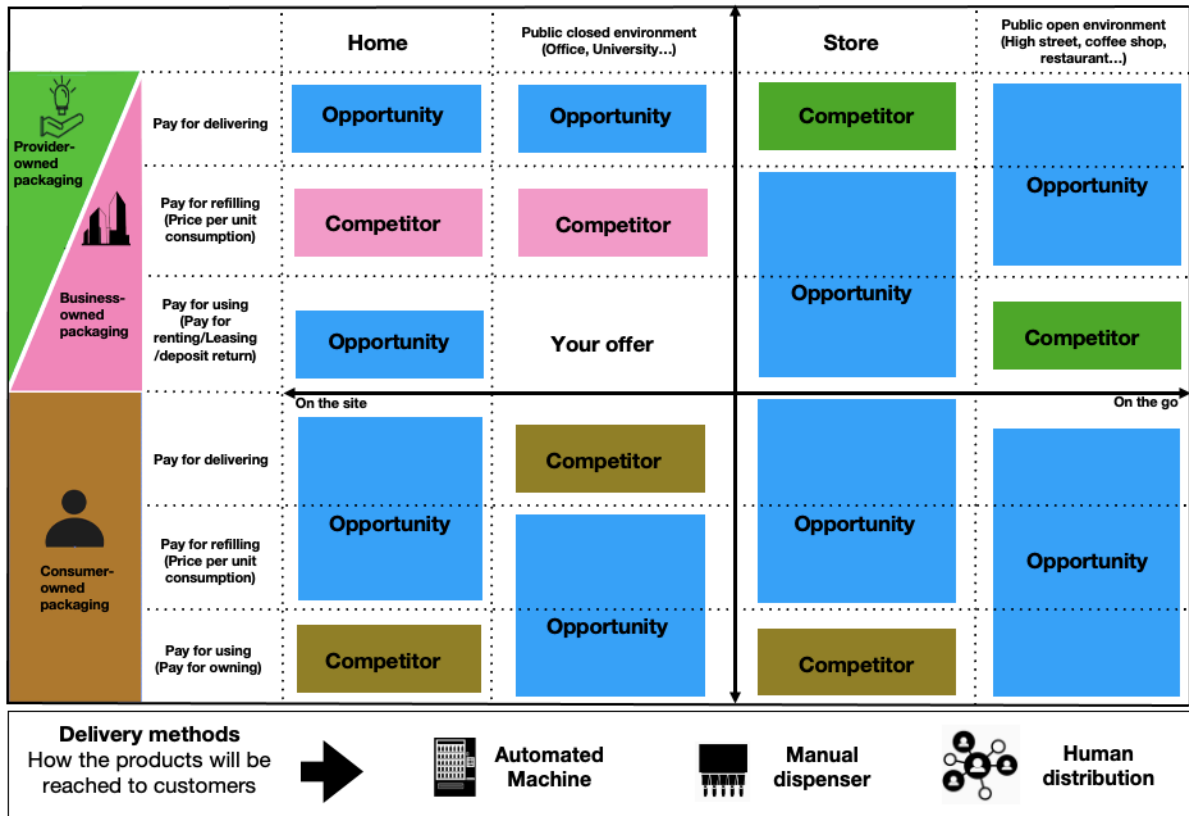 Home
Public closed environment
(Office, University...)
Store
Public open environment
(High street, coffee shop,
restaurant...)
Provider-
owned
packaging
Business-
owned
packaging
Pay for delivering
Opportunity
Opportunity
Competitor
Opportunity
Pay for refilling
(Price per unit
consumption)
Competitor
Competitor
Opportunity
Pay for using
(Pay for
renting/Leasing
/deposit return)
Opportunity
Your offer
Competitor
On the site
On the go
Consumer-
owned
packaging
Pay for delivering
Opportunity
Competitor
Opportunity
Opportunity
Pay for refilling
(Price per unit
consumption)
Opportunity
Pay for using
(Pay for owning)
Competitor
Competitor
Delivery methods
How the products will be
reached to customers
Automated
Machine
Manual
dispenser
Human
distribution